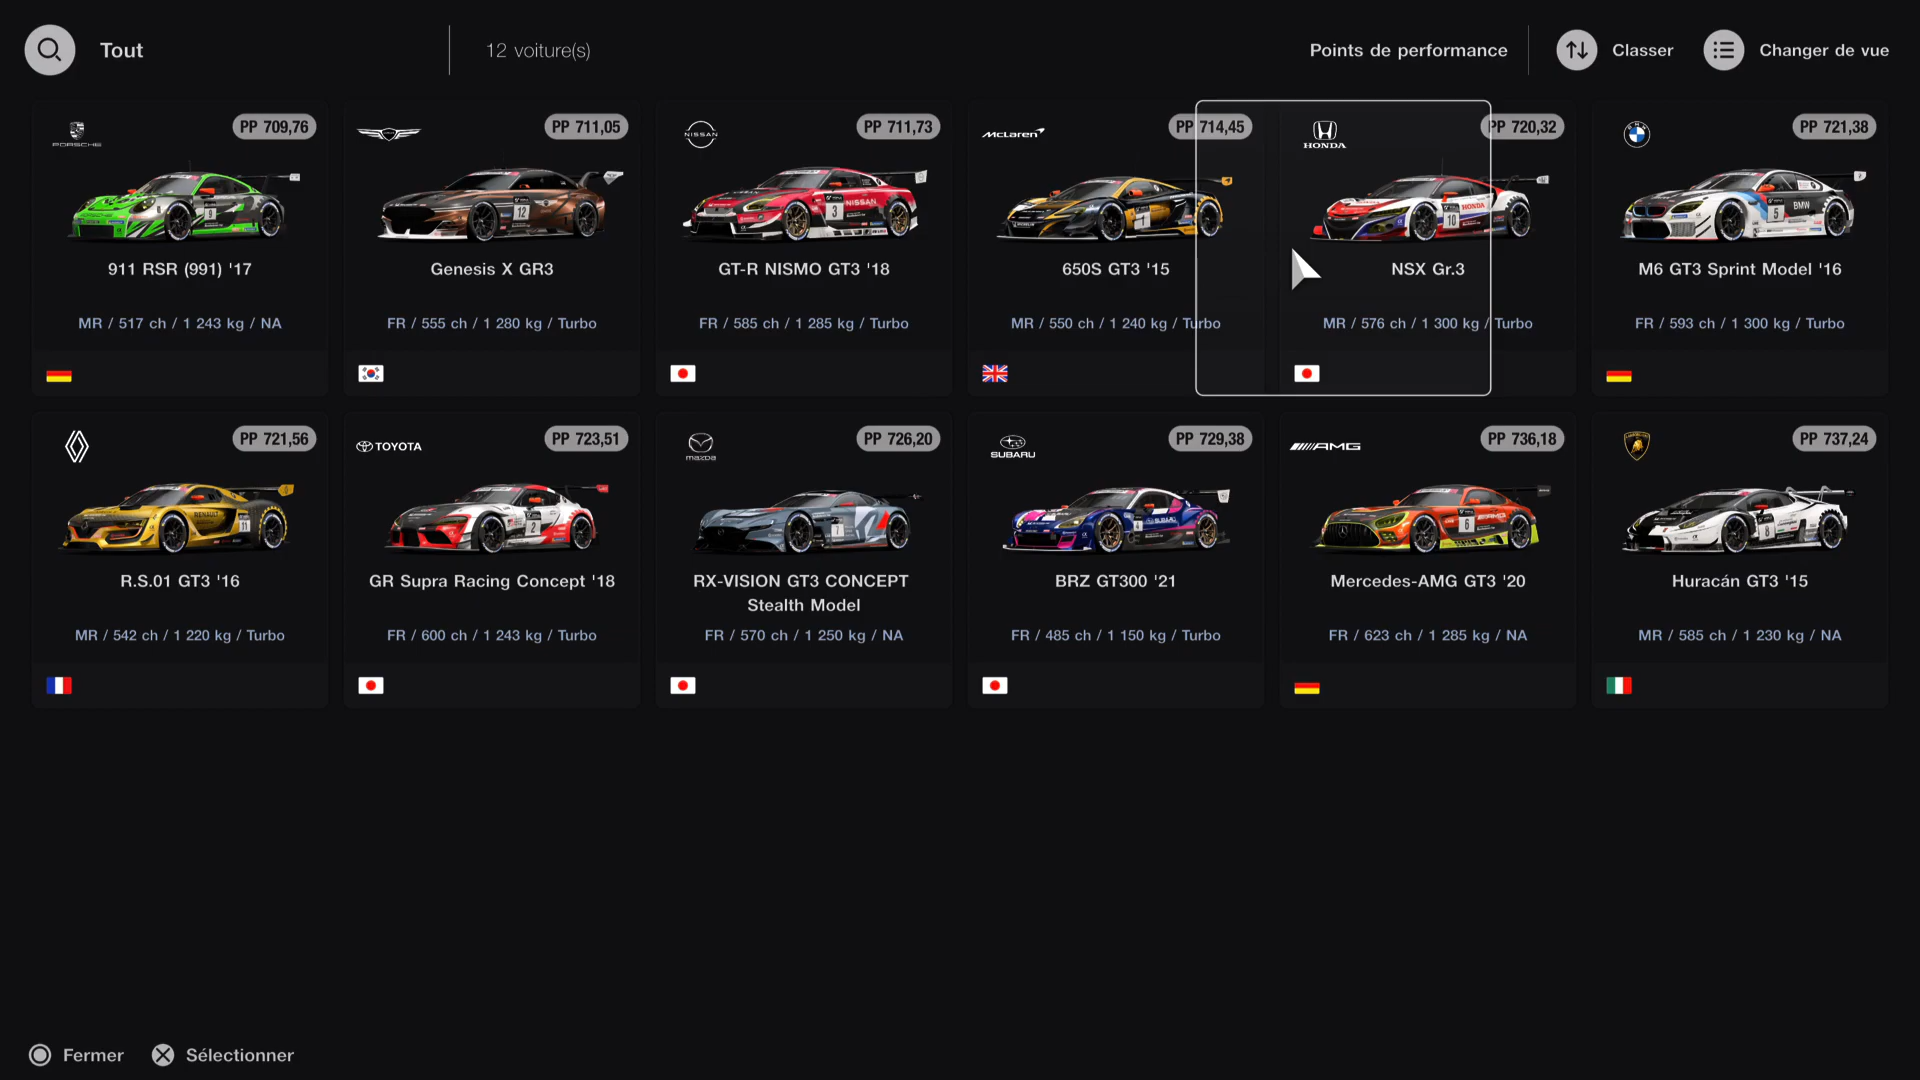 Tout
12 voiture(s)
Points de performance
Classer
Changer de vue
PORSCHE
PP 709,76
911 RSR (991) '17
MR / 517 ch / 1 243 kg / NA
PP 711,05
Genesis X GR3
FR / 555 ch / 1 280 kg / Turbo
NISSAN
PP 711,73
GT-R NISMO GT3 '18
FR / 585 ch / 1 285 kg / Turbo
McLaren
PP 714,45
650S GT3 '15
MR / 550 ch / 1 240 kg / Turbo
HONDA
PP 720,32
NSX Gr.3
MR / 576 ch / 1 300 kg / Turbo
BMW
PP 721,38
M6 GT3 Sprint Model '16
FR / 593 ch / 1 300 kg / Turbo
PP 721,56
R.S.01 GT3 '16
MR / 542 ch / 1 220 kg / Turbo
TOYOTA
PP 723,51
GR Supra Racing Concept '18
FR / 600 ch / 1 243 kg / Turbo
mazda
PP 726,20
RX-VISION GT3 CONCEPT
Stealth Model
FR / 570 ch / 1 250 kg / NA
SUBARU
PP 729,38
BRZ GT300 '21
FR / 485 ch / 1 150 kg / Turbo
AMG
PP 736,18
Mercedes-AMG GT3 '20
FR / 623 ch / 1 285 kg / NA
PP 737,24
Huracán GT3 '15
MR / 585 ch / 1 230 kg / NA
Fermer
Sélectionner